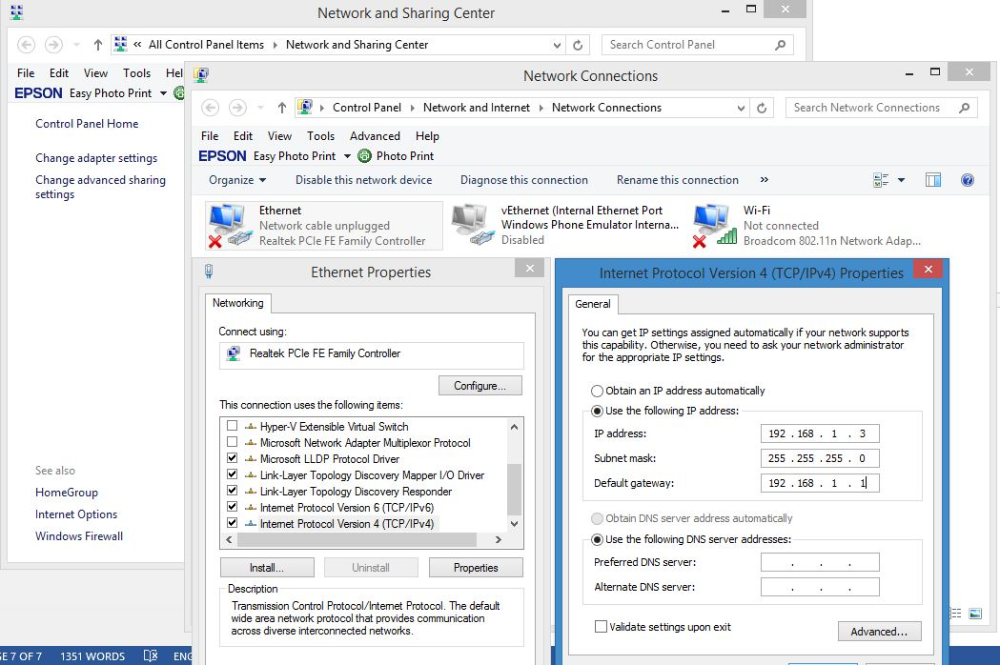 Network and Sharing Center
« All Control Panel Items Network and Sharing Center
Search Control Panel
File Edit View Tools Hel
EPSON Easy Photo Print
Control Panel Home
Change adapter settings
Change advanced sharing
settings
See also
HomeGroup
Internet Options
Windows Firewall
Network Connections
Control Panel Network and Internet Network Connections
Search Network Connections
File Edit View Tools Advanced Help
EPSON Easy Photo Print Photo Print
Organize Disable this network device Diagnose this connection Rename this connection »
Ethernet
Network cable unplugged
Realtek PCIe FE Family Controller
vEthernet (Internal Ethernet Port
Windows Phone Emulator Interna...
Disabled
Wi-Fi
Not connected
Broadcom 802.11n Network Adap...
Ethernet Properties
Networking
Connect using:
Realtek PCIe FE Family Controller
Configure...
This connection uses the following items:
Hyper-V Extensible Virtual Switch
Microsoft Network Adapter Multiplexor Protocol
Microsoft LLDP Protocol Driver
Link-Layer Topology Discovery Mapper I/O Driver
Link-Layer Topology Discovery Responder
Internet Protocol Version 6 (TCP/IPv6)
Internet Protocol Version 4 (TCP/IPv4)
Install... Uninstall Properties
Description
Transmission Control Protocol/Internet Protocol. The default
wide area network protocol that provides communication
across diverse interconnected networks.
Internet Protocol Version 4 (TCP/IPv4) Properties
General
You can get IP settings assigned automatically if your network supports
this capability. Otherwise, you need to ask your network administrator
for the appropriate IP settings.
Obtain an IP address automatically
Use the following IP address:
IP address: 192 . 168 . 1 . 3
Subnet mask: 255 . 255 . 255 . 0
Default gateway: 192 . 168 . 1 . 1
Obtain DNS server address automatically
Use the following DNS server addresses:
Preferred DNS server: . . .
Alternate DNS server: . . .
Validate settings upon exit
Advanced...
GE 7 OF 7 1351 WORDS ENG